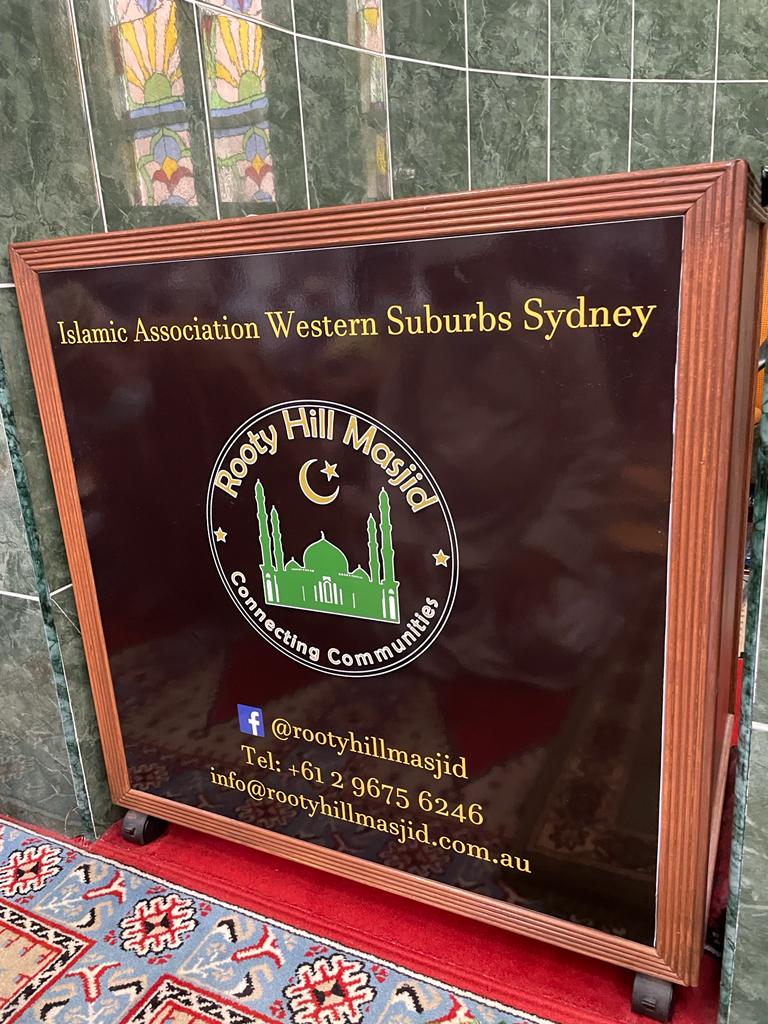 Islamic Association Western Suburbs Sydney
Rooty Hill Masjid
Connecting Communities
f @rootyhillmasjid
Tel: +61 2 9675 6246
info@rootyhillmasjid.com.au